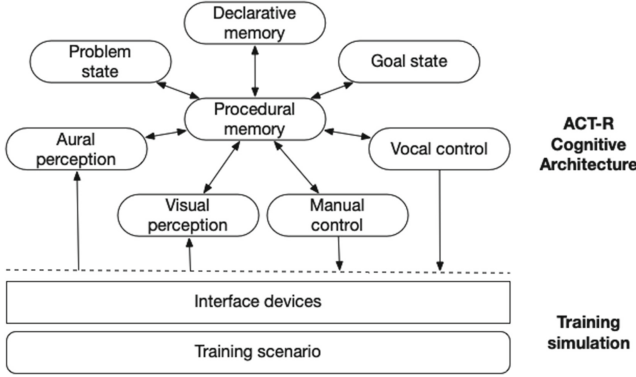 Declarative
memory
Problem
state
Goal state
Procedural
memory
Aural
perception
Vocal control
ACT-R
Cognitive
Architecture
Visual
perception
Manual
control
Interface devices
Training scenario
Training
simulation